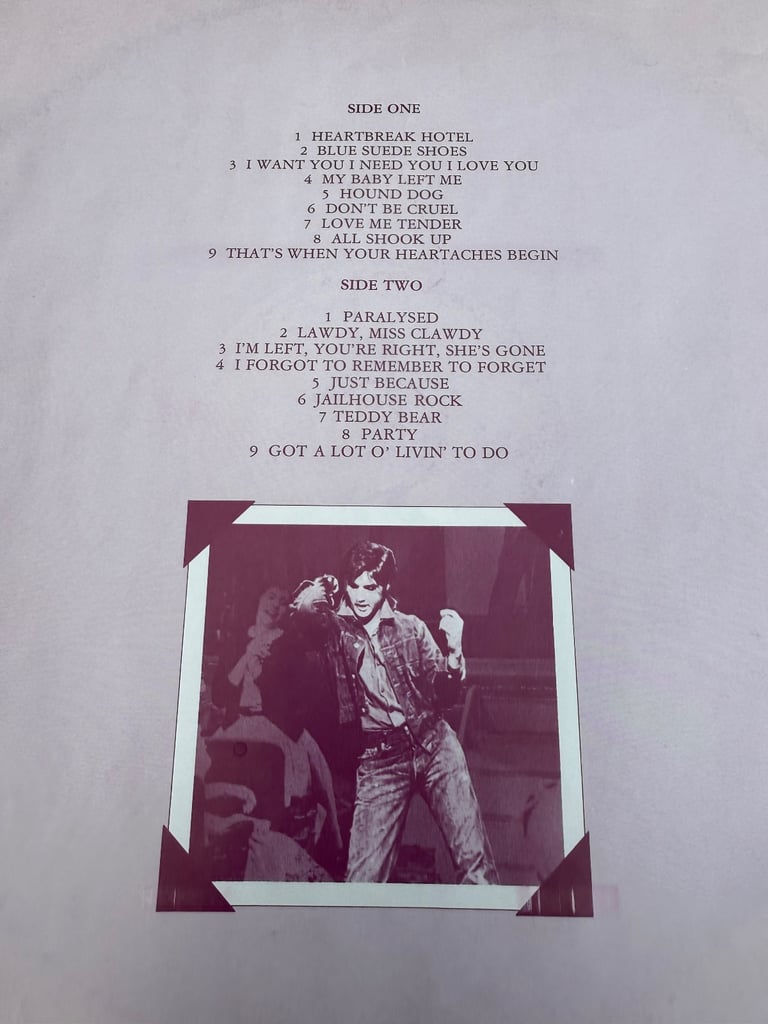 SIDE ONE
1 HEARTBREAK HOTEL
2 BLUE SUEDE SHOES
3 I WANT YOU I NEED YOU I LOVE YOU
4 MY BABY LEFT ME
5 HOUND DOG
6 DON'T BE CRUEL
7 LOVE ME TENDER
8 ALL SHOOK UP
9 THAT'S WHEN YOUR HEARTACHES BEGIN
SIDE TWO
1 PARALYSED
2 LAWDY, MISS CLAWDY
3 I'M LEFT, YOU'RE RIGHT, SHE'S GONE
4 I FORGOT TO REMEMBER TO FORGET
5 JUST BECAUSE
6 JAILHOUSE ROCK
7 TEDDY BEAR
8 PARTY
9 GOT A LOT O' LIVIN' TO DO